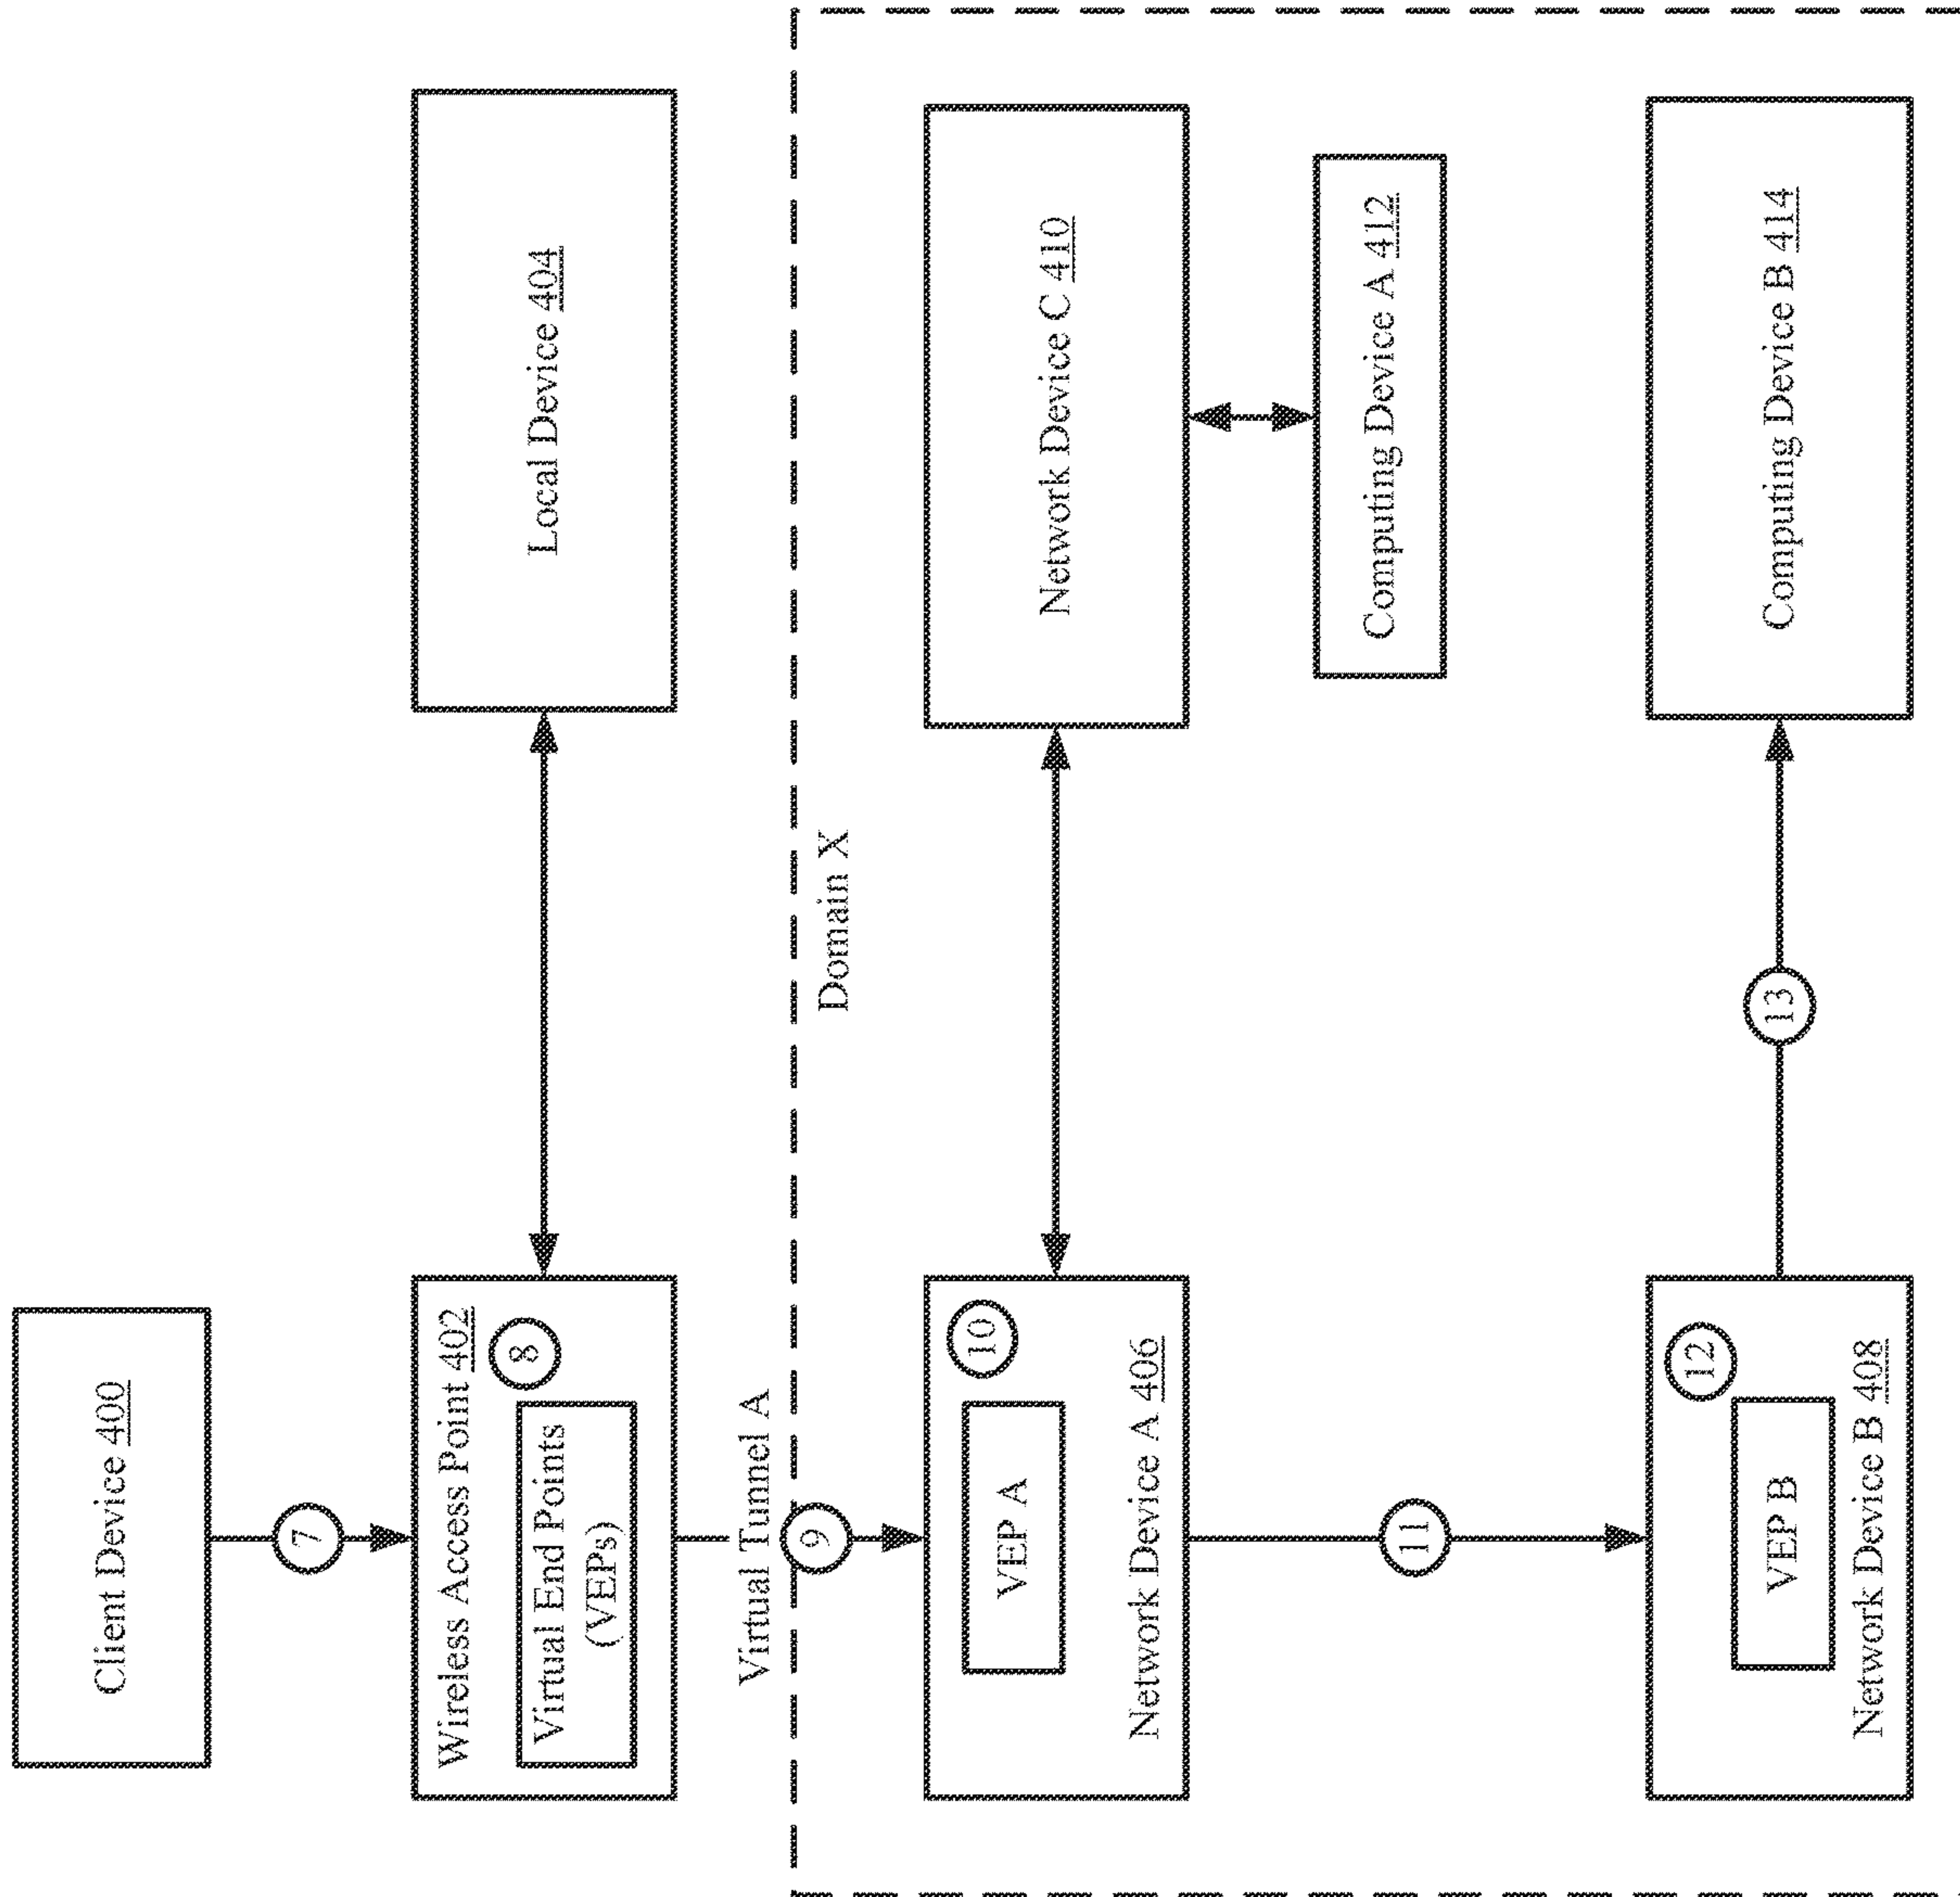 Client Device 400
7
Wireless Access Point 402
8
Virtual End Points
(VEPs)
Local Device 404
Virtual Tunnel A
9
Domain X
10
VEP A
Network Device A 406
Network Device C 410
Computing Device A 412
11
12
VEP B
Network Device B 408
13
Computing Device B 414